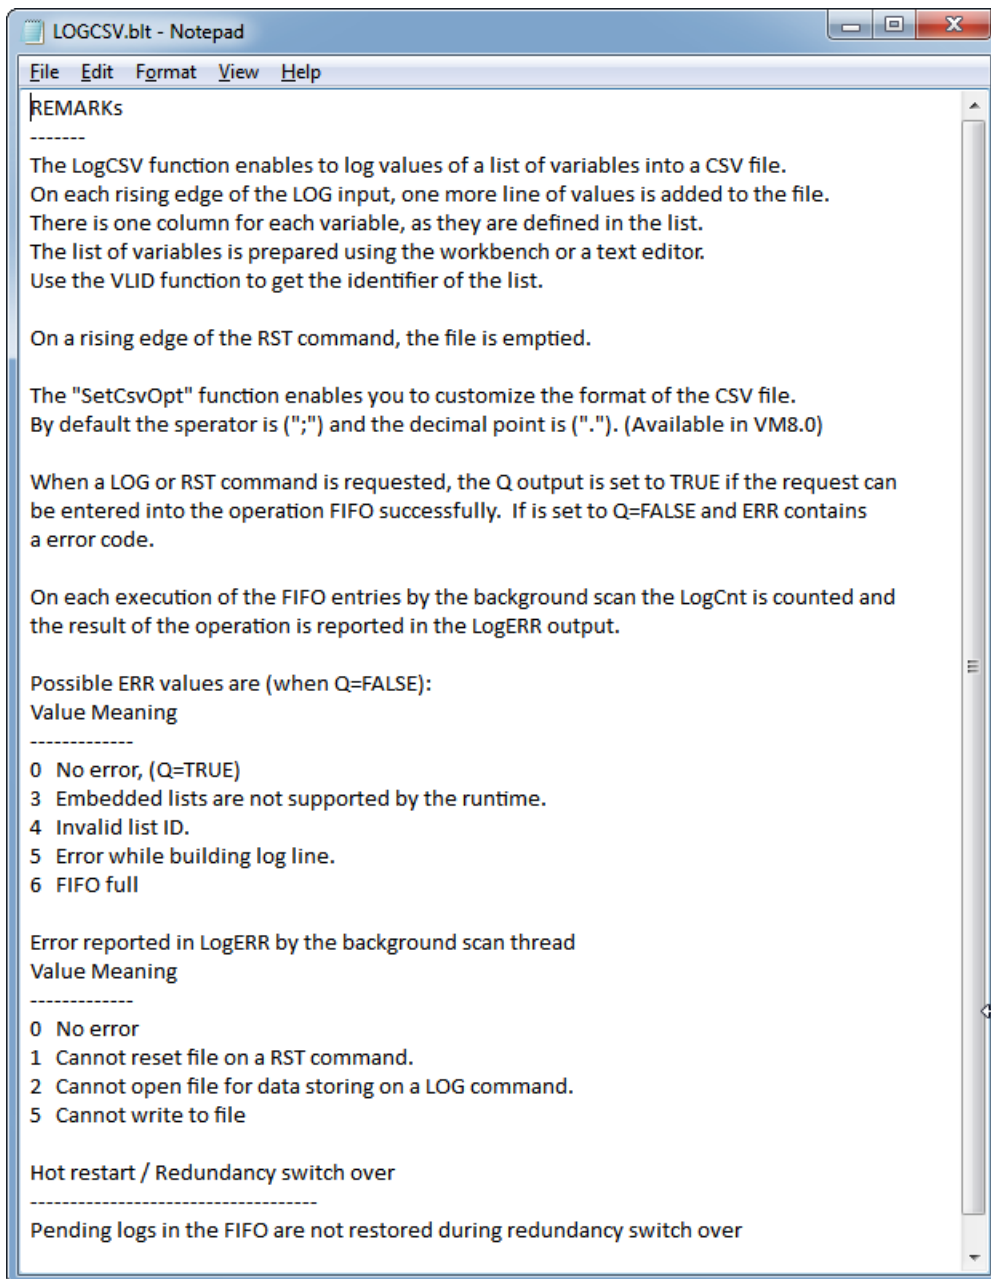 LOGCSV.blt - Notepad
File Edit Format View Help
REMARKs
-------
The LogCSV function enables to log values of a list of variables into a CSV file.
On each rising edge of the LOG input, one more line of values is added to the file.
There is one column for each variable, as they are defined in the list.
The list of variables is prepared using the workbench or a text editor.
Use the VLID function to get the identifier of the list.
On a rising edge of the RST command, the file is emptied.
The "SetCsvOpt" function enables you to customize the format of the CSV file.
By default the sperator is (";") and the decimal point is ("."). (Available in VM8.0)
When a LOG or RST command is requested, the Q output is set to TRUE if the request can
be entered into the operation FIFO successfully.  If is set to Q=FALSE and ERR contains
a error code.
On each execution of the FIFO entries by the background scan the LogCnt is counted and
the result of the operation is reported in the LogERR output.
Possible ERR values are (when Q=FALSE):
Value Meaning
-------------
0  No error, (Q=TRUE)
3  Embedded lists are not supported by the runtime.
4  Invalid list ID.
5  Error while building log line.
6  FIFO full
Error reported in LogERR by the background scan thread
Value Meaning
-------------
0  No error
1  Cannot reset file on a RST command.
2  Cannot open file for data storing on a LOG command.
5  Cannot write to file
Hot restart / Redundancy switch over
------------------------------------
Pending logs in the FIFO are not restored during redundancy switch over